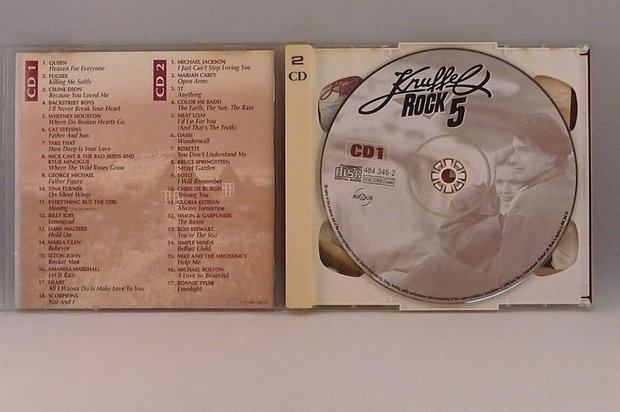 CD 1
1. QUEEN
Heaven For Everyone
2. FUGEES
Killing Me Softly
3. CELINE DION
Because You Loved Me
4. BACKSTREET BOYS
I'll Never Break Your Heart
5. WHITNEY HOUSTON
Where Do Broken Hearts Go
6. CAT STEVENS
Father And Son
7. TAKE THAT
How Deep Is Your Love
8. NICK CAVE & THE BAD SEEDS AND
KYLIE MINOGUE
Where The Wild Roses Grow
9. GEORGE MICHAEL
Father Figure
10. TINA TURNER
On Silent Wings
11. EVERYTHING BUT THE GIRL
Missing
12. BILLY JOEL
Leningrad
13. JAMIE WALTERS
Hold On
14. MARLA GLEN
Believer
15. ELTON JOHN
Rocket Man
16. AMANDA MARSHALL
Let It Rain
17. HEART
All I Wanna Do Is Make Love To You
18. SCORPIONS
You And I
CD 2
1. MICHAEL JACKSON
I Just Can't Stop Loving You
2. MARIAH CAREY
Open Arms
3. 3T
Anything
4. COLOR ME BADD
The Earth, The Sun, The Rain
5. MEAT LOAF
I'd Lie For You
(And That's The Truth)
6. OASIS
Wonderwall
7. ROXETTE
You Don't Understand Me
8. BRUCE SPRINGSTEEN
Secret Garden
9. TOTO
I Will Remember
10. CHRIS DE BURGH
Missing You
11. GLORIA ESTEFAN
Always Tomorrow
12. SIMON & GARFUNKEL
The Boxer
13. ROD STEWART
You're The Star
14. SIMPLE MINDS
Belfast Child
15. MIKE AND THE MECHANICS
Help Me
16. MICHAEL BOLTON
A Love So Beautiful
17. BONNIE TYLER
Limelight
2
CD
Knuffel
ROCK 5
CD1
disc
484 346-2
MAGNUM